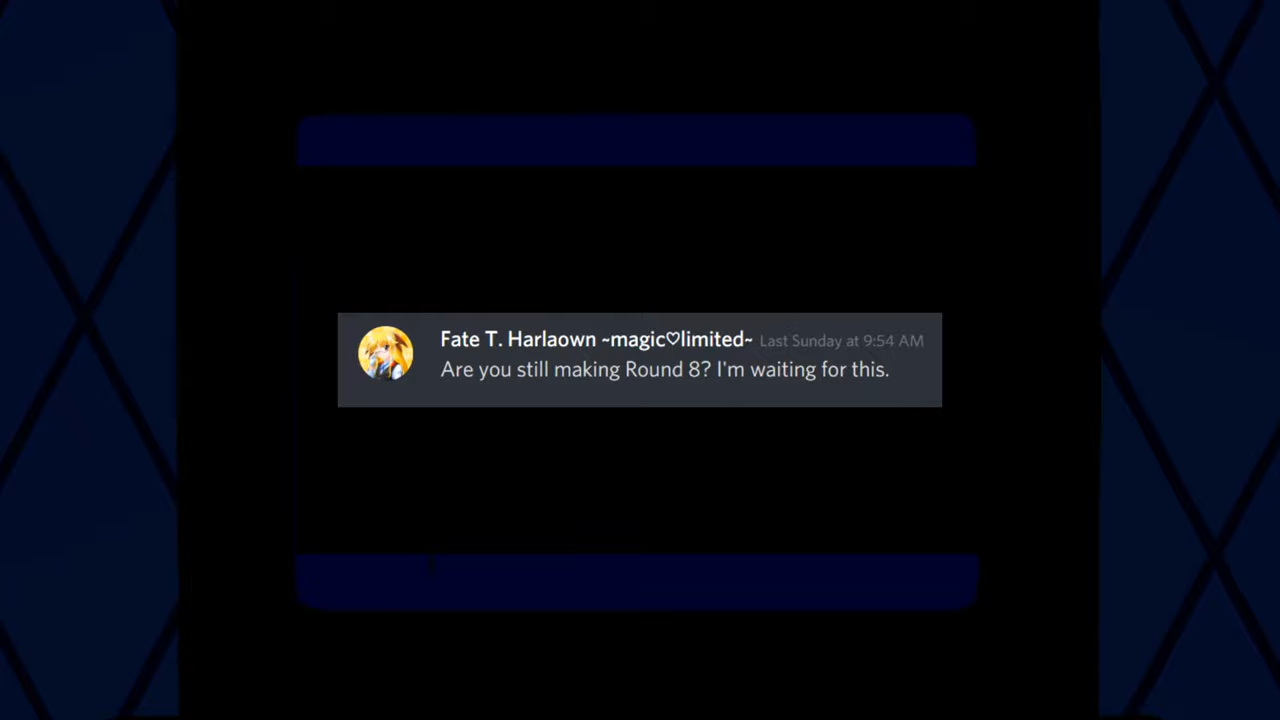 Fate T. Harlaown ~magic♡limited~ Last Sunday at 9:54 AM
Are you still making Round 8? I'm waiting for this.